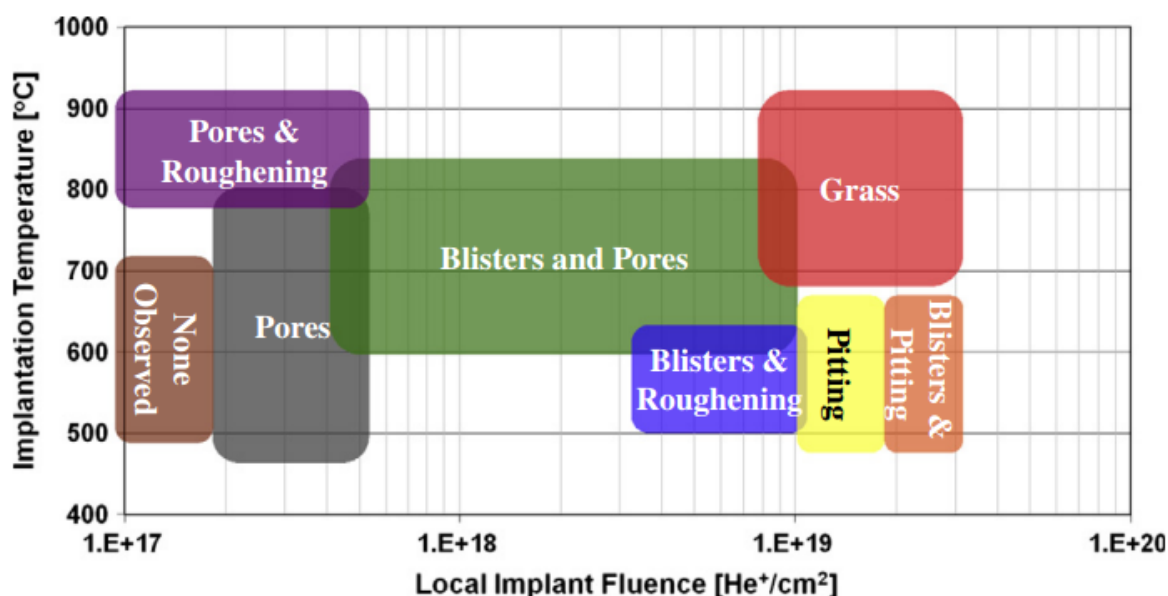 1000
900
800
700
600
500
400
Implantation Temperature [°C]
Pores &
Roughening
Grass
Blisters and Pores
None
Observed
Pores
Blisters &
Roughening
Pitting
Blisters &
Pitting
1.E+17
1.E+18
1.E+19
1.E+20
Local Implant Fluence [He⁺/cm²]